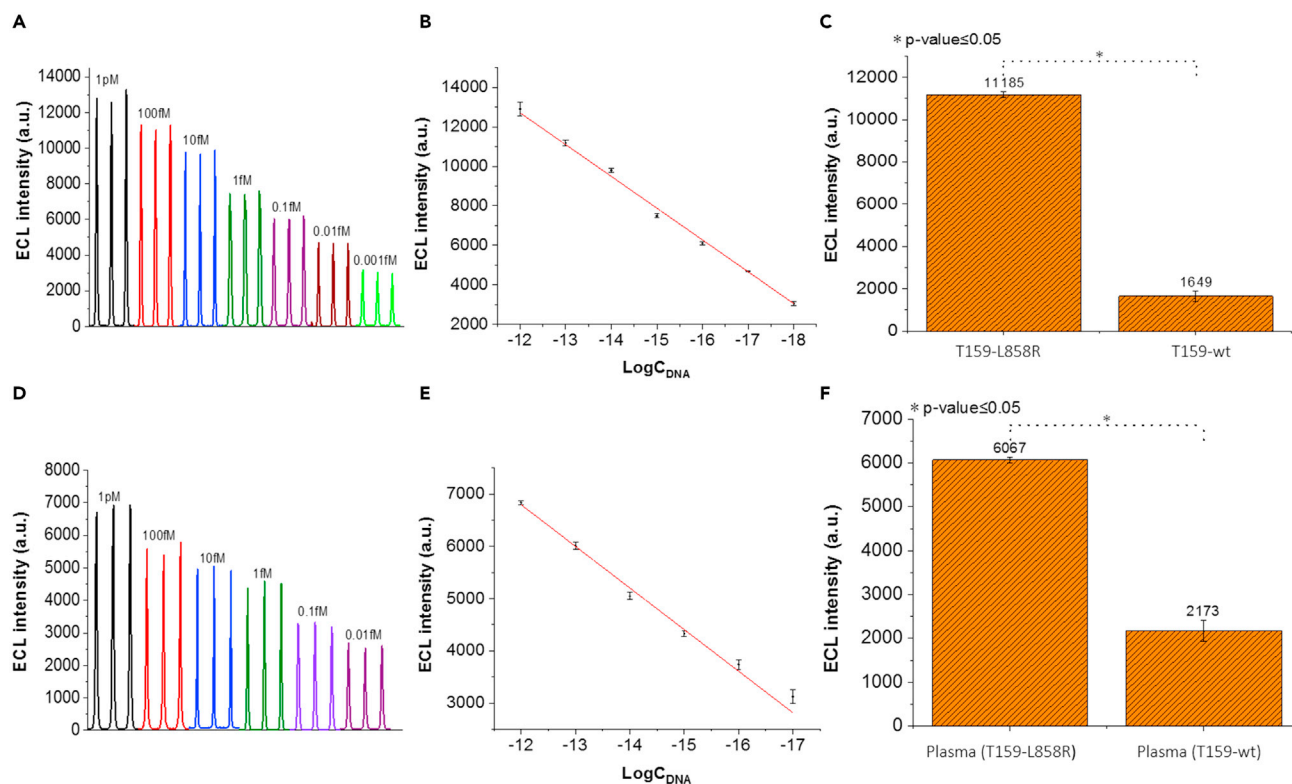 A
ECL intensity (a.u.)
14000
12000
10000
8000
6000
4000
2000
0
1pM
100fM
10fM
1fM
0.1fM
0.01fM
0.001fM
B
ECL intensity (a.u.)
14000
12000
10000
8000
6000
4000
2000
-12 -13 -14 -15 -16 -17 -18
LogC_DNA
C
* p-value≤0.05
*
ECL intensity (a.u.)
12000
10000
8000
6000
4000
2000
0
11185
1649
T159-L858R T159-wt
D
ECL intensity (a.u.)
8000
7000
6000
5000
4000
3000
2000
1000
0
1pM
100fM
10fM
1fM
0.1fM
0.01fM
E
ECL intensity (a.u.)
7000
6000
5000
4000
3000
-12 -13 -14 -15 -16 -17
LogC_DNA
F
* p-value≤0.05
*
ECL intensity (a.u.)
7000
6000
5000
4000
3000
2000
1000
0
6067
2173
Plasma (T159-L858R) Plasma (T159-wt)